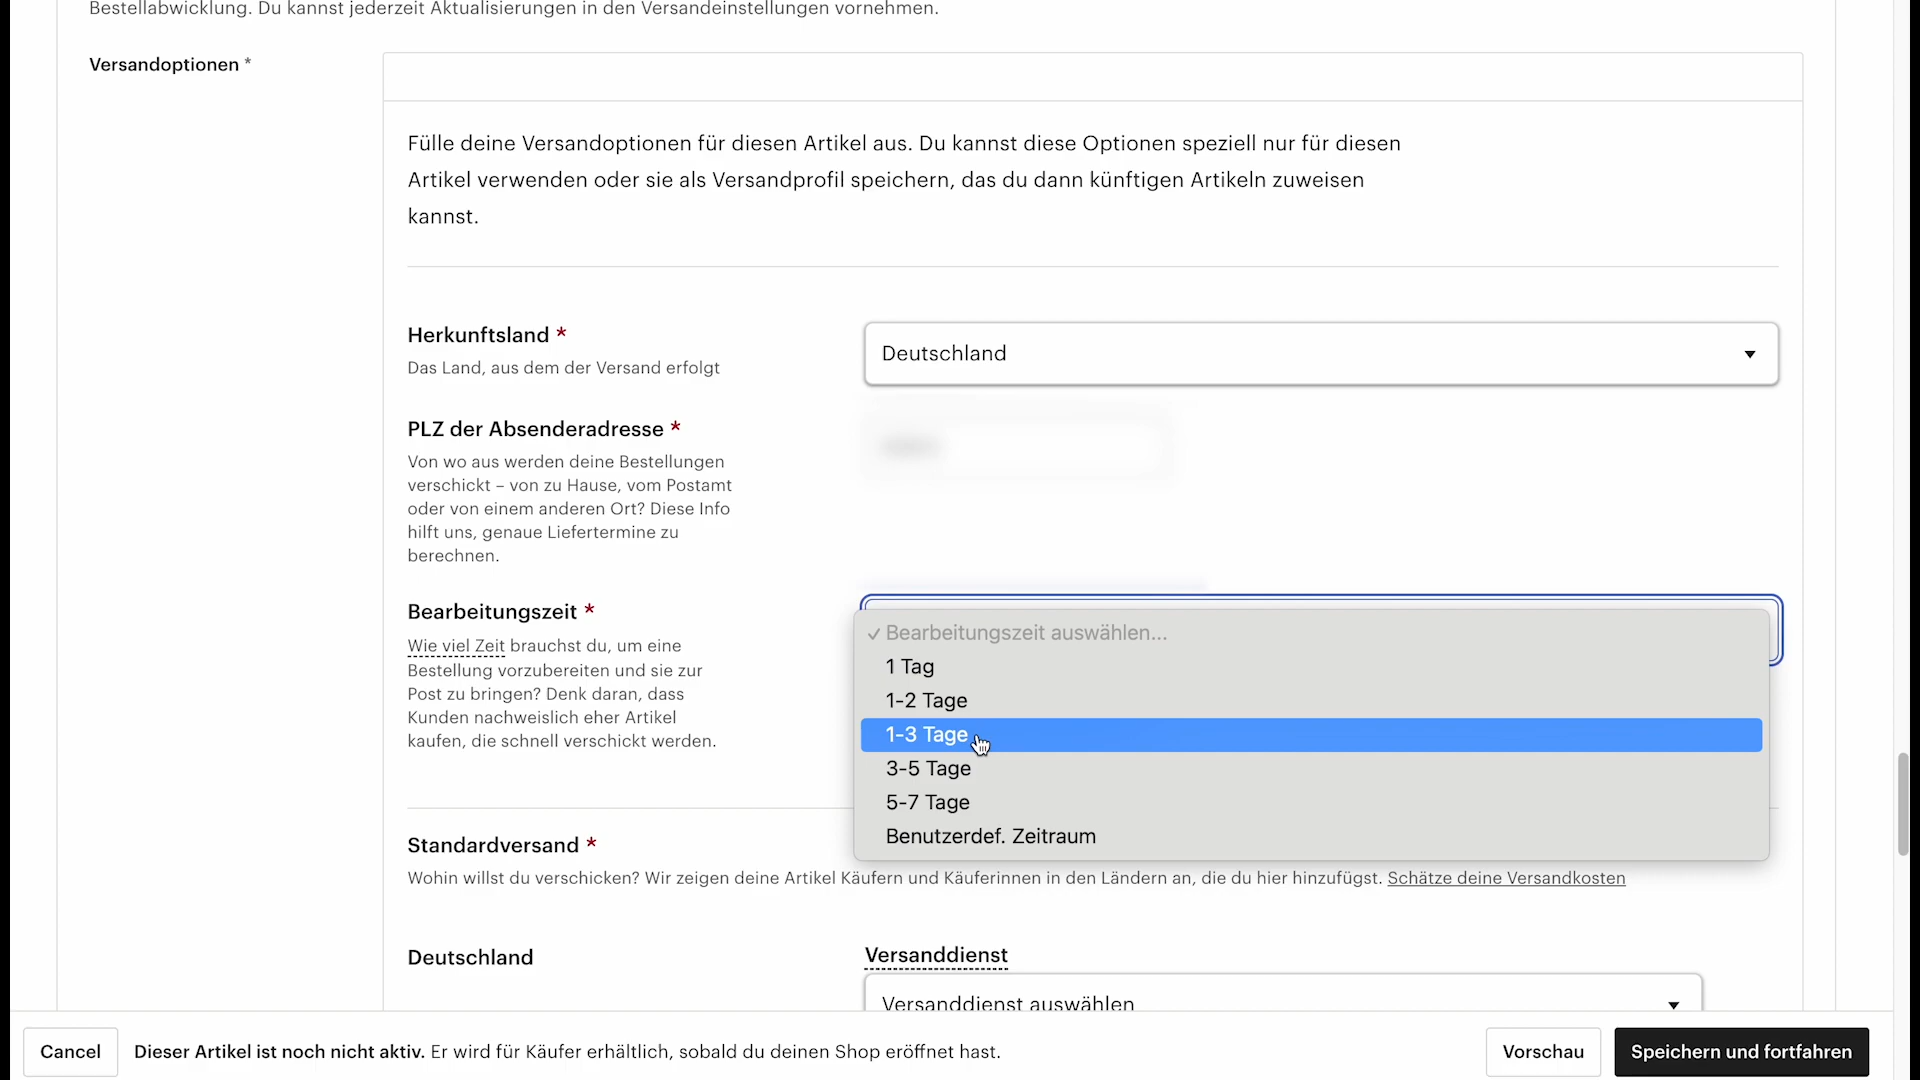 Bestellabwicklung. Du kannst jederzeit Aktualisierungen in den Versandeinstellungen vornehmen.
Versandoptionen *
Fülle deine Versandoptionen für diesen Artikel aus. Du kannst diese Optionen speziell nur für diesen
Artikel verwenden oder sie als Versandprofil speichern, das du dann künftigen Artikeln zuweisen
kannst.
Herkunftsland *
Das Land, aus dem der Versand erfolgt
Deutschland
PLZ der Absenderadresse *
Von wo aus werden deine Bestellungen
verschickt – von zu Hause, vom Postamt
oder von einem anderen Ort? Diese Info
hilft uns, genaue Liefertermine zu
berechnen.
Bearbeitungszeit *
Wie viel Zeit brauchst du, um eine
Bestellung vorzubereiten und sie zur
Post zu bringen? Denk daran, dass
Kunden nachweislich eher Artikel
kaufen, die schnell verschickt werden.
✓ Bearbeitungszeit auswählen...
1 Tag
1-2 Tage
1-3 Tage
3-5 Tage
5-7 Tage
Benutzerdef. Zeitraum
Standardversand *
Wohin willst du verschicken? Wir zeigen deine Artikel Käufern und Käuferinnen in den Ländern an, die du hier hinzufügst. Schätze deine Versandkosten
Deutschland
Versanddienst
Versanddienst auswählen
Cancel
Dieser Artikel ist noch nicht aktiv. Er wird für Käufer erhältlich, sobald du deinen Shop eröffnet hast.
Vorschau
Speichern und fortfahren